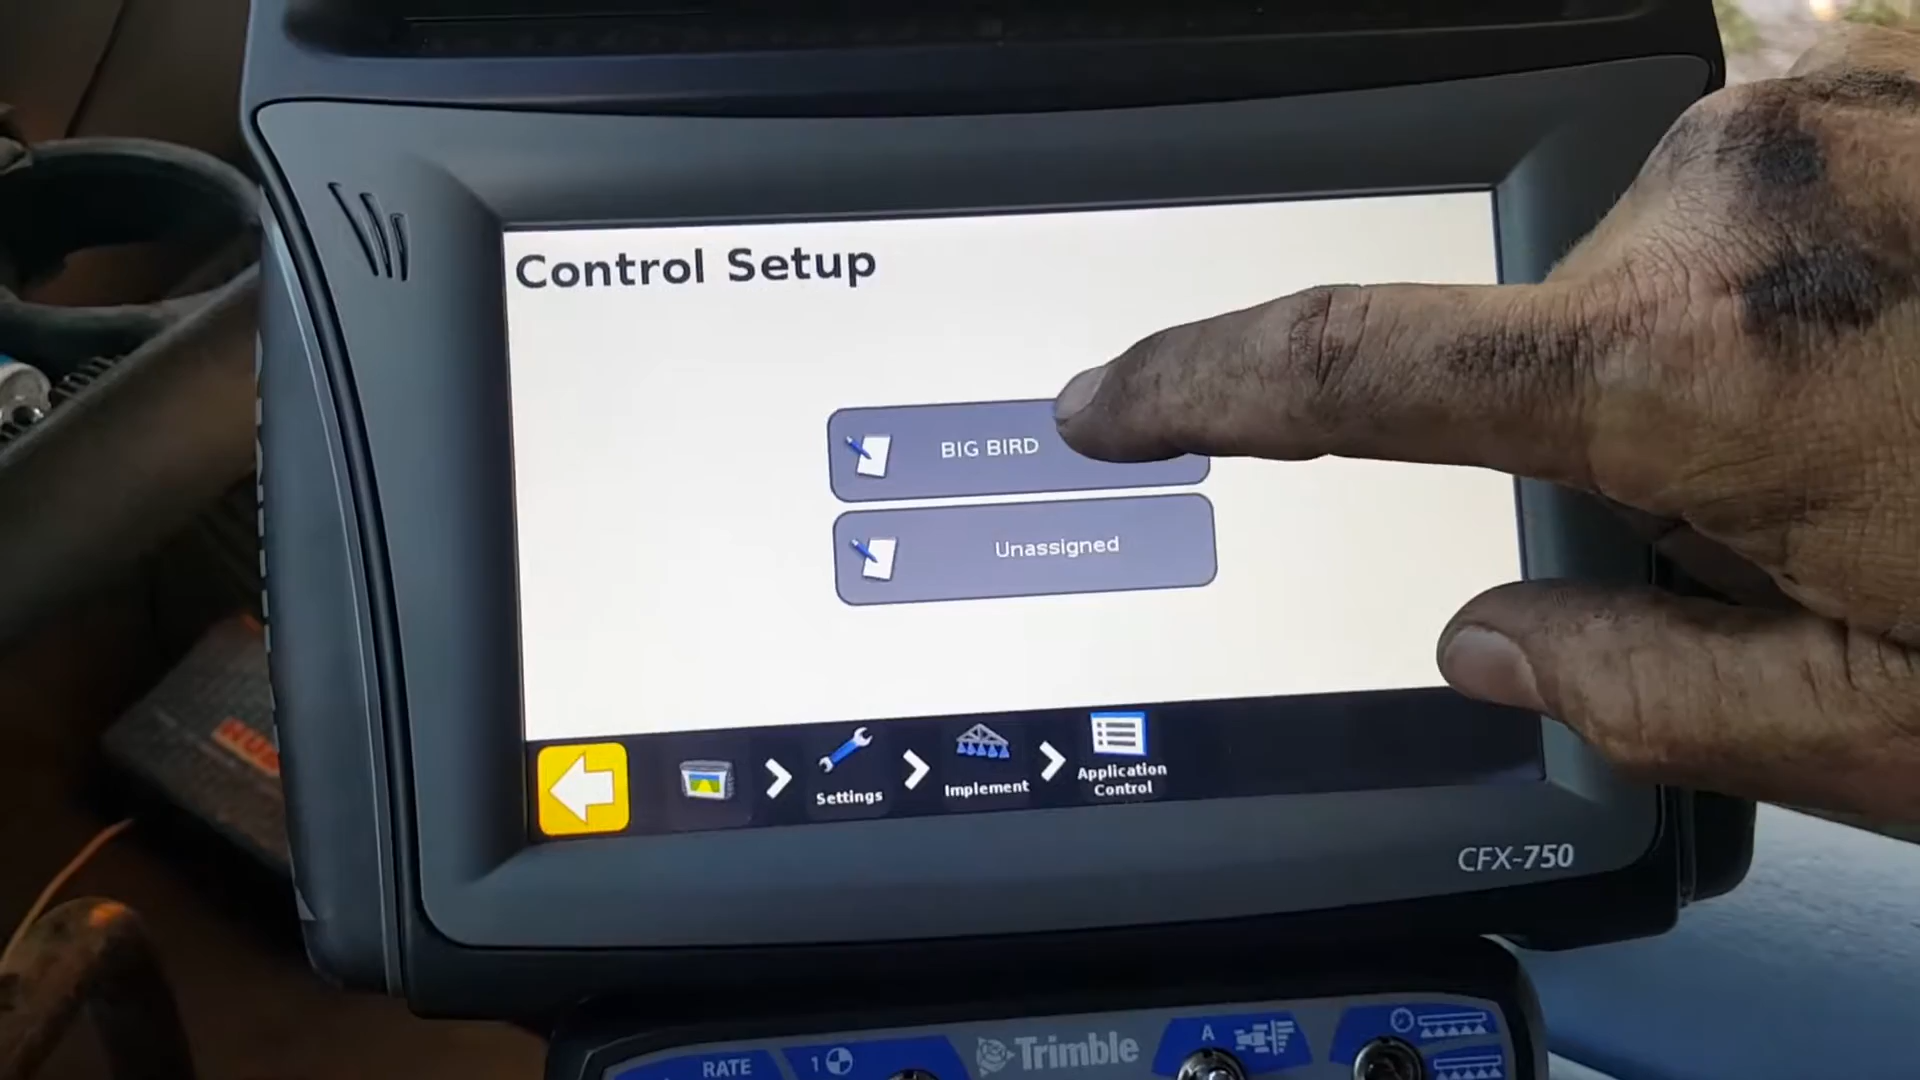 Control Setup
BIG BIRD
Unassigned
Settings
Implement
Application
Control
CFX-750
RATE
1
Trimble
A